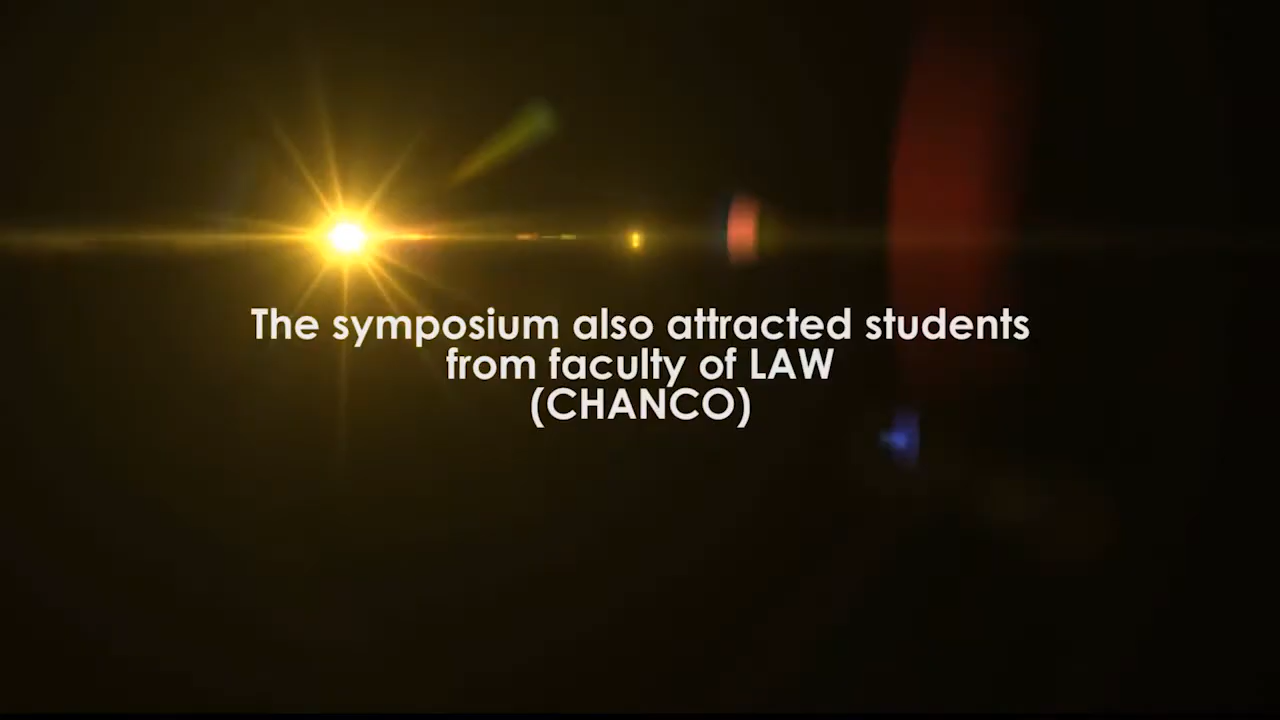 The symposium also attracted students
from faculty of LAW
(CHANCO)